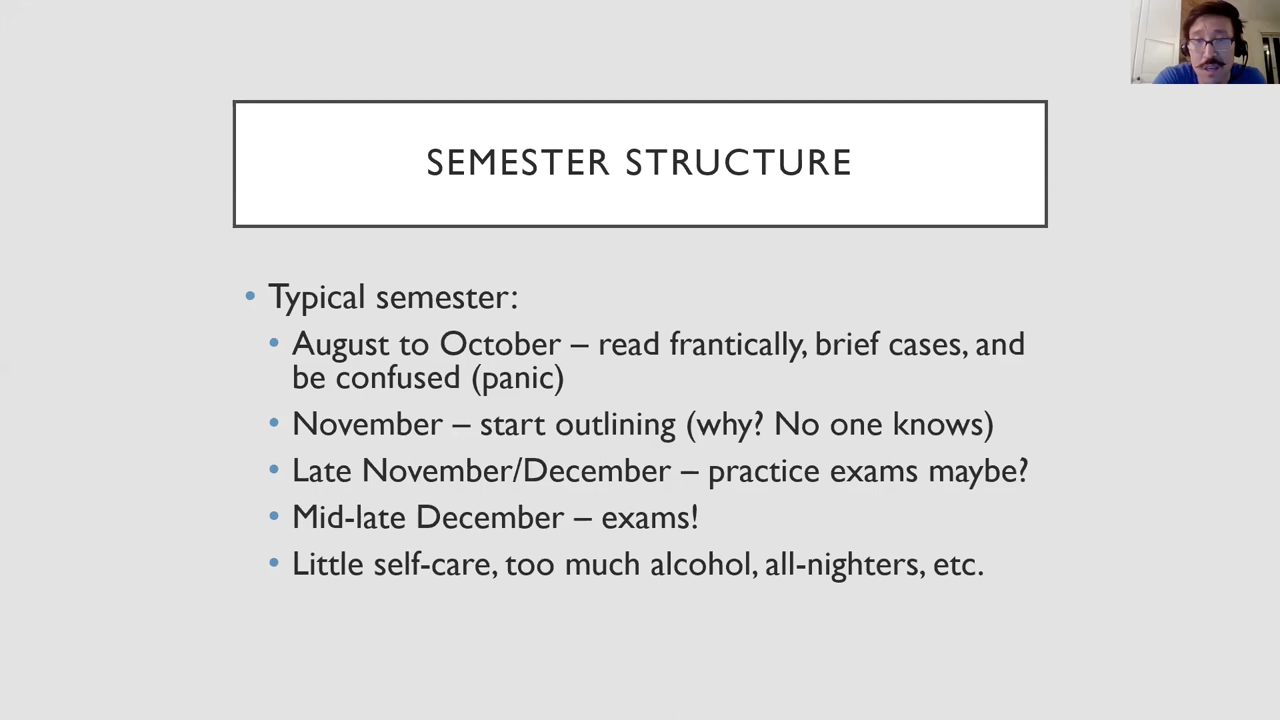 SEMESTER STRUCTURE
• Typical semester:
• August to October – read frantically, brief cases, and
be confused (panic)
• November – start outlining (why? No one knows)
• Late November/December – practice exams maybe?
• Mid-late December – exams!
• Little self-care, too much alcohol, all-nighters, etc.